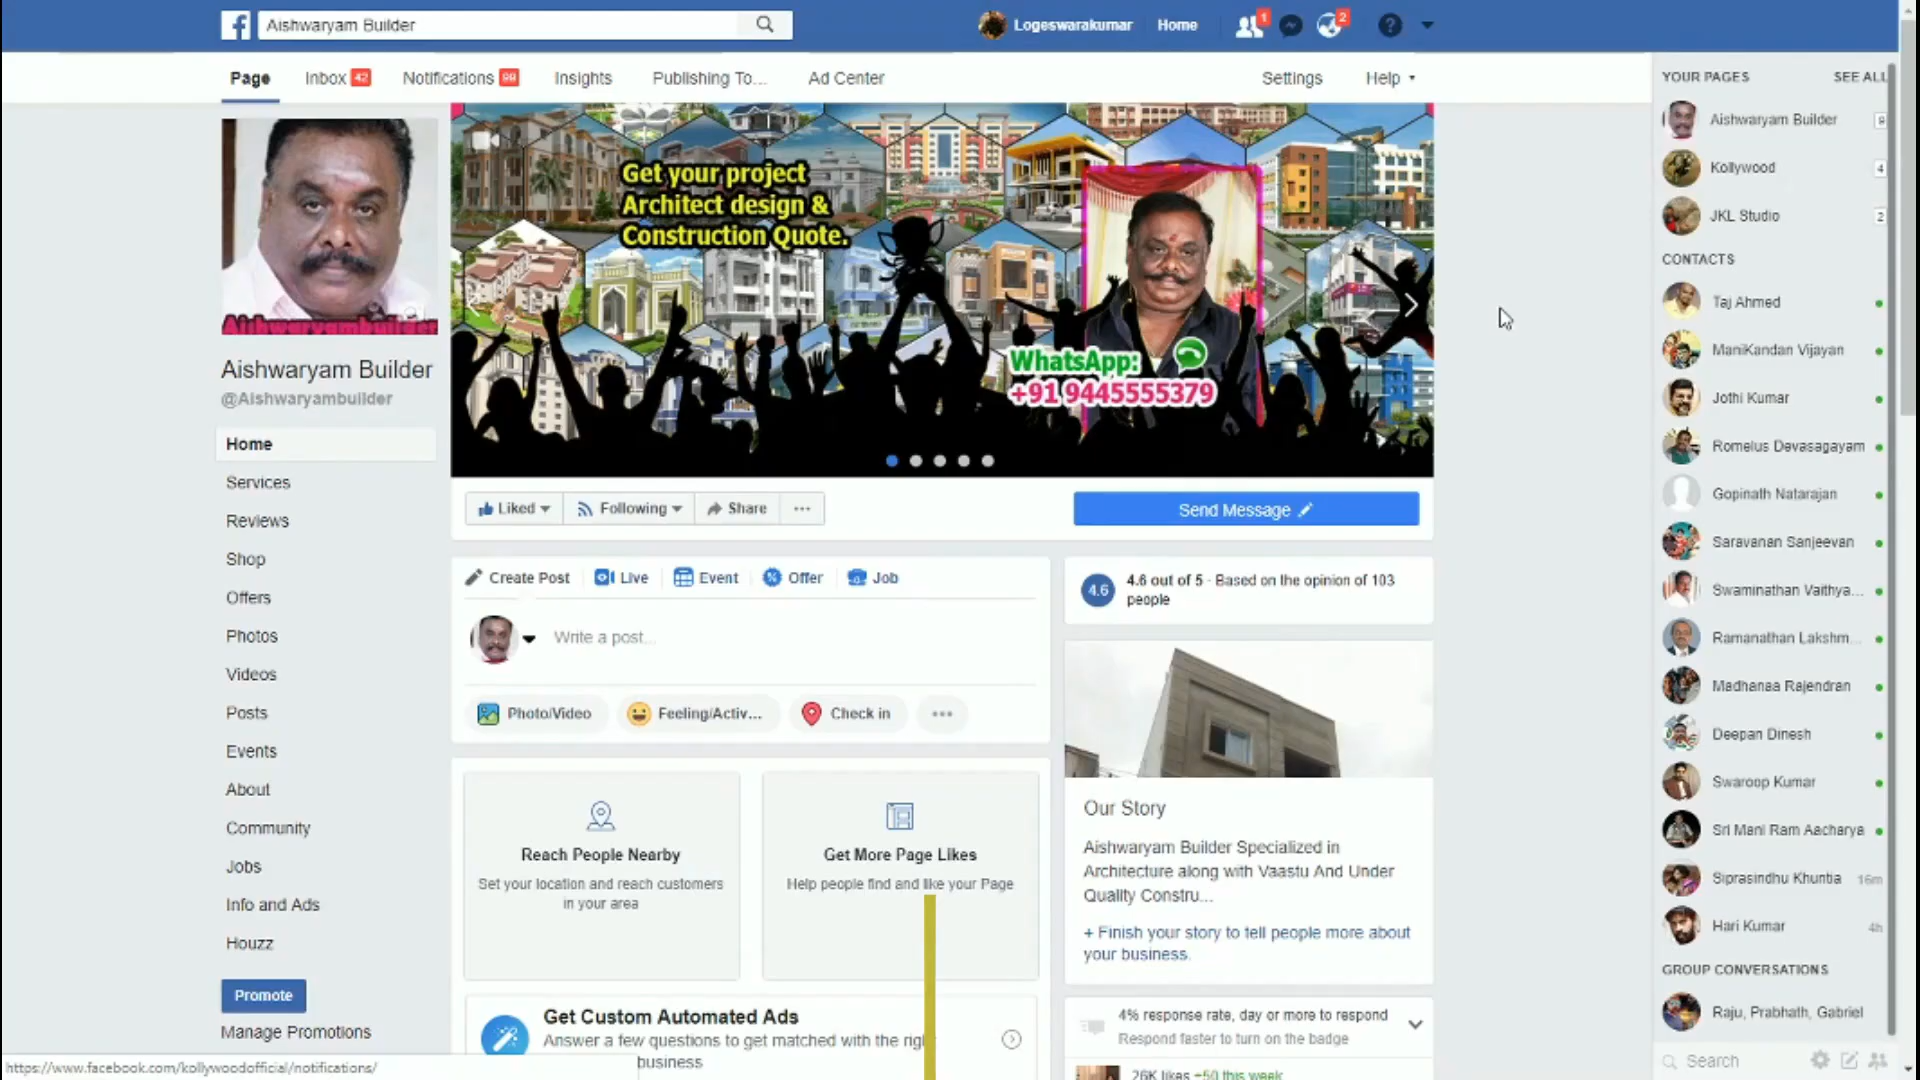 Aishwaryam Builder
Logeswarakumar
Home
1
2
Page
Inbox 42
Notifications 99
Insights
Publishing To...
Ad Center
Settings
Help
Aishwaryambuilder
Aishwaryam Builder
@Aishwaryambuilder
Home
Services
Reviews
Shop
Offers
Photos
Videos
Posts
Events
About
Community
Jobs
Info and Ads
Houzz
Promote
Manage Promotions
https://www.facebook.com/kollywoodofficial/notifications/
Get your project
Architect design &
Construction Quote.
WhatsApp:
+91 9445555379
Liked
Following
Share
Send Message
Create Post
Live
Event
Offer
Job
Write a post...
Photo/Video
Feeling/Activ...
Check in
Reach People Nearby
Set your location and reach customers
in your area
Get More Page Likes
Help people find and like your Page
Get Custom Automated Ads
Answer a few questions to get matched with the right
business
4.6
4.6 out of 5 · Based on the opinion of 103
people
Our Story
Aishwaryam Builder Specialized in
Architecture along with Vaastu And Under
Quality Constru...
+ Finish your story to tell people more about
your business.
4% response rate, day or more to respond
Respond faster to turn on the badge
26K likes +50 this week
YOUR PAGES
SEE ALL
Aishwaryam Builder
Kollywood 4
JKL Studio 2
CONTACTS
Taj Ahmed
ManiKandan Vijayan
Jothi Kumar
Romelus Devasagayam
Gopinath Natarajan
Saravanan Sanjeevan
Swaminathan Vaithya...
Ramanathan Lakshm...
Madhanaa Rajendran
Deepan Dinesh
Swaroop Kumar
Sri Mani Ram Aacharya
Siprasindhu Khuntia 16m
Hari Kumar 4h
GROUP CONVERSATIONS
Raju, Prabhath, Gabriel
Search